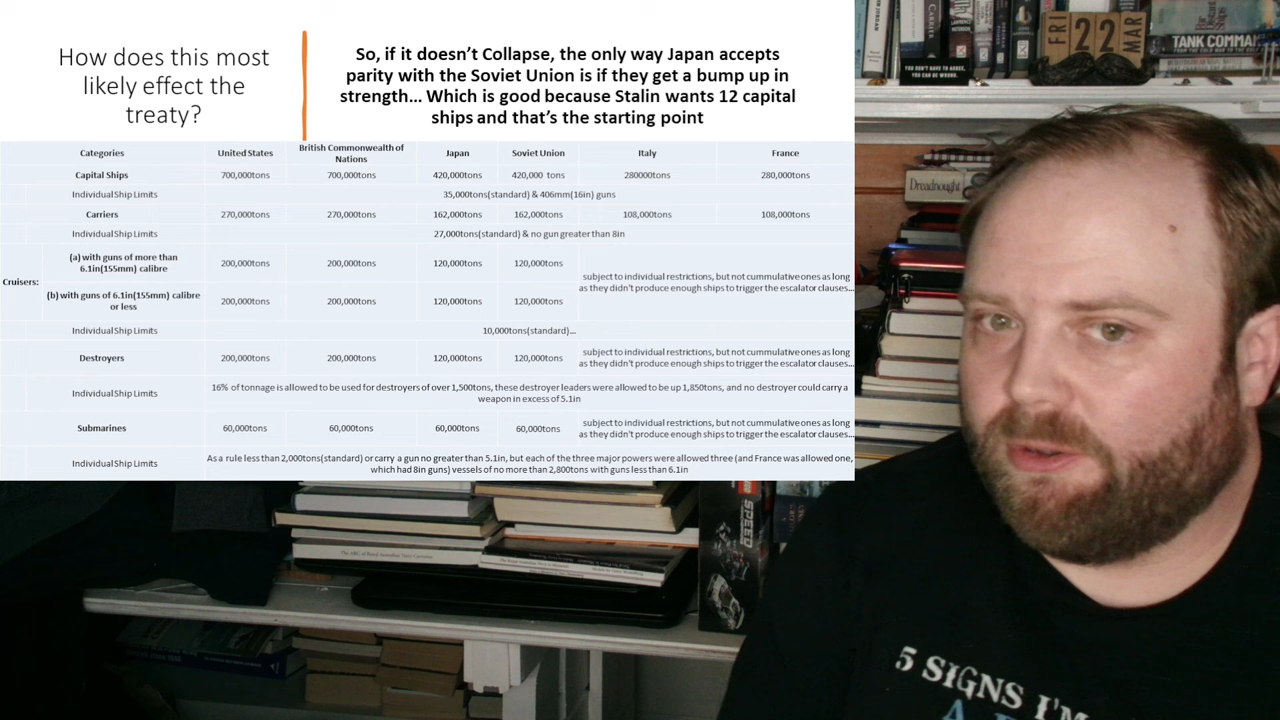 How does this most
likely effect the
treaty?
So, if it doesn't Collapse, the only way Japan accepts
parity with the Soviet Union is if they get a bump up in
strength... Which is good because Stalin wants 12 capital
ships and that's the starting point
Categories United States British Commonwealth of Nations Japan Soviet Union Italy France
Capital Ships 700,000tons 700,000tons 420,000tons 420,000 tons 280000tons 280,000tons
Individual Ship Limits 35,000tons(standard) & 406mm(16in) guns
Carriers 270,000tons 270,000tons 162,000tons 162,000tons 108,000tons 108,000tons
Individual Ship Limits 27,000tons(standard) & no gun greater than 8in
Cruisers:
(a) with guns of more than
6.1in(155mm) calibre
200,000tons 200,000tons 120,000tons 120,000tons
subject to individual restrictions, but not cummulative ones as long
as they didn't produce enough ships to trigger the escalator clauses...
(b) with guns of 6.1in(155mm) calibre
or less
200,000tons 200,000tons 120,000tons 120,000tons
Individual Ship Limits 10,000tons(standard)...
Destroyers 200,000tons 200,000tons 120,000tons 120,000tons
subject to individual restrictions, but not cummulative ones as long
as they didn't produce enough ships to trigger the escalator clauses...
Individual Ship Limits
16% of tonnage is allowed to be used for destroyers of over 1,500tons, these destroyer leaders were allowed to be up 1,850tons, and no destroyer could carry a
weapon in excess of 5.1in
Submarines 60,000tons 60,000tons 60,000tons 60,000tons
subject to individual restrictions, but not cummulative ones as long
as they didn't produce enough ships to trigger the escalator clauses...
Individual Ship Limits
As a rule less than 2,000tons(standard) or carry a gun no greater than 5.1in, but each of the three major powers were allowed three (and France was allowed one,
which had 8in guns) vessels of no more than 2,800tons with guns less than 6.1in
FRI 22 MAR
TANK COMMAN
YOU DON'T HAVE TO AGREE,
YOU CAN BE WRONG.
Dreadnought
SPEED
5 SIGNS I'M